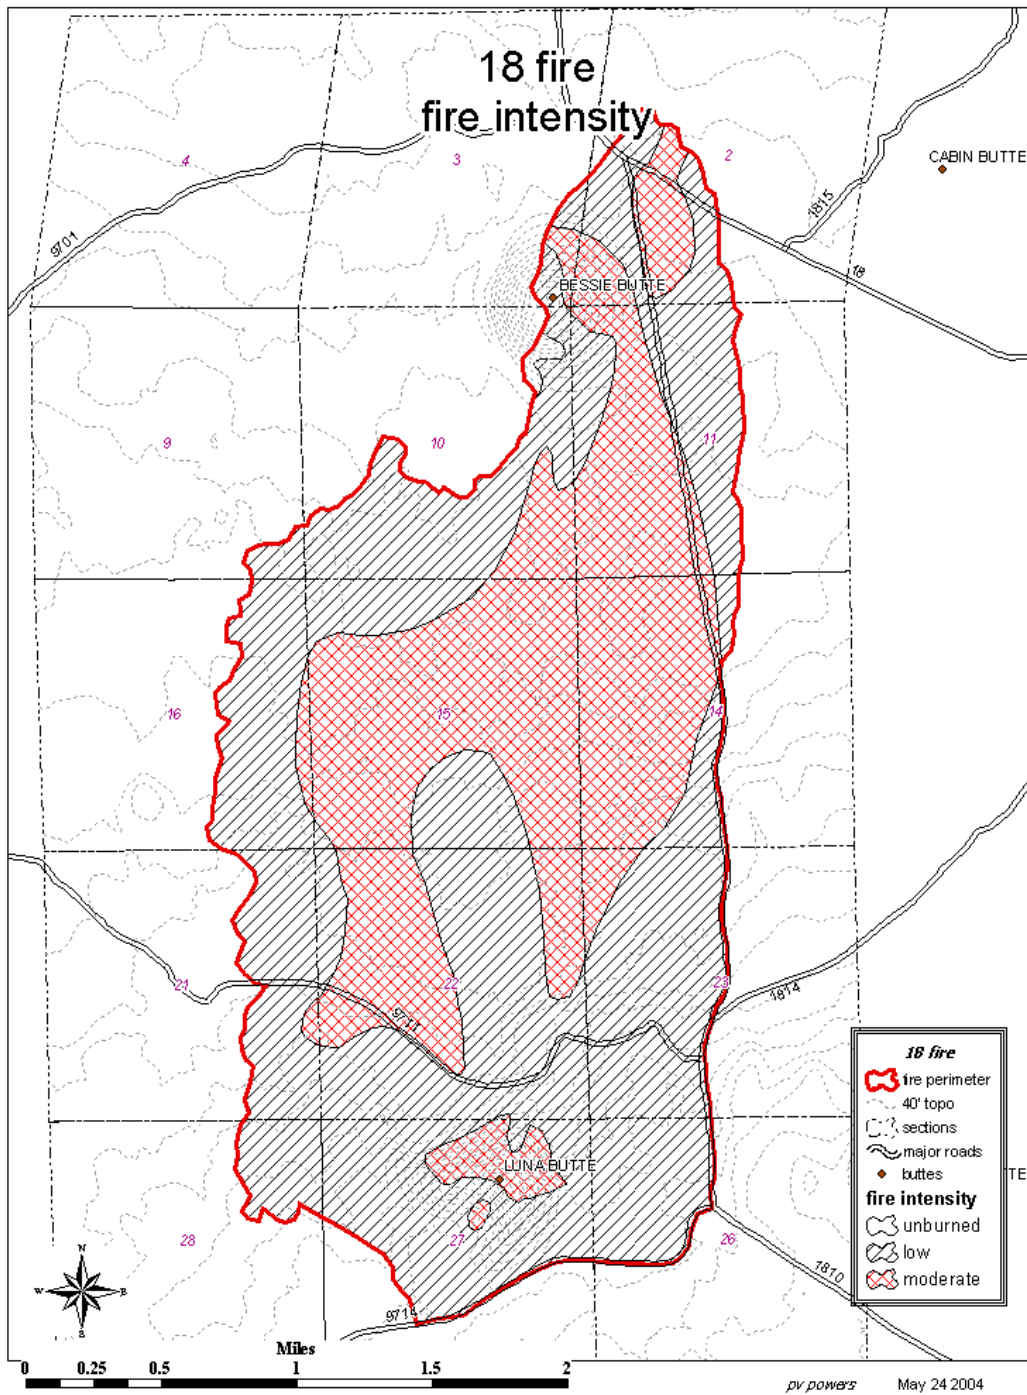 18 fire
fire intensity
4
3
2
CABIN BUTTE
1815
9701
18
BESSIE BUTTE
9
10
11
16
15
14
21
22
23
9711
1814
LUNA BUTTE
28
27
26
1810
9714
18 fire
fire perimeter
40' topo
sections
major roads
buttes
TE
fire intensity
unburned
low
moderate
N
W
E
S
Miles
0 0.25 0.5 1 1.5 2
pv powers May 24 2004